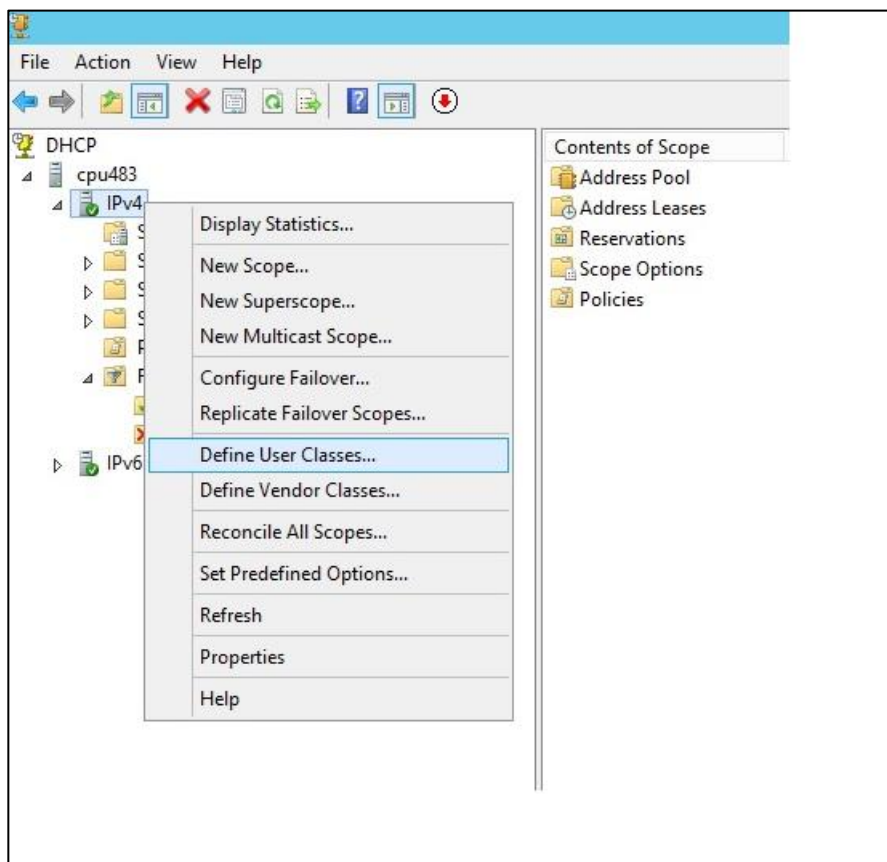 File Action View Help
DHCP
cpu483
IPv4
Display Statistics...
New Scope...
New Superscope...
New Multicast Scope...
Configure Failover...
Replicate Failover Scopes...
Define User Classes...
Define Vendor Classes...
Reconcile All Scopes...
Set Predefined Options...
Refresh
Properties
Help
IPv6
Contents of Scope
Address Pool
Address Leases
Reservations
Scope Options
Policies